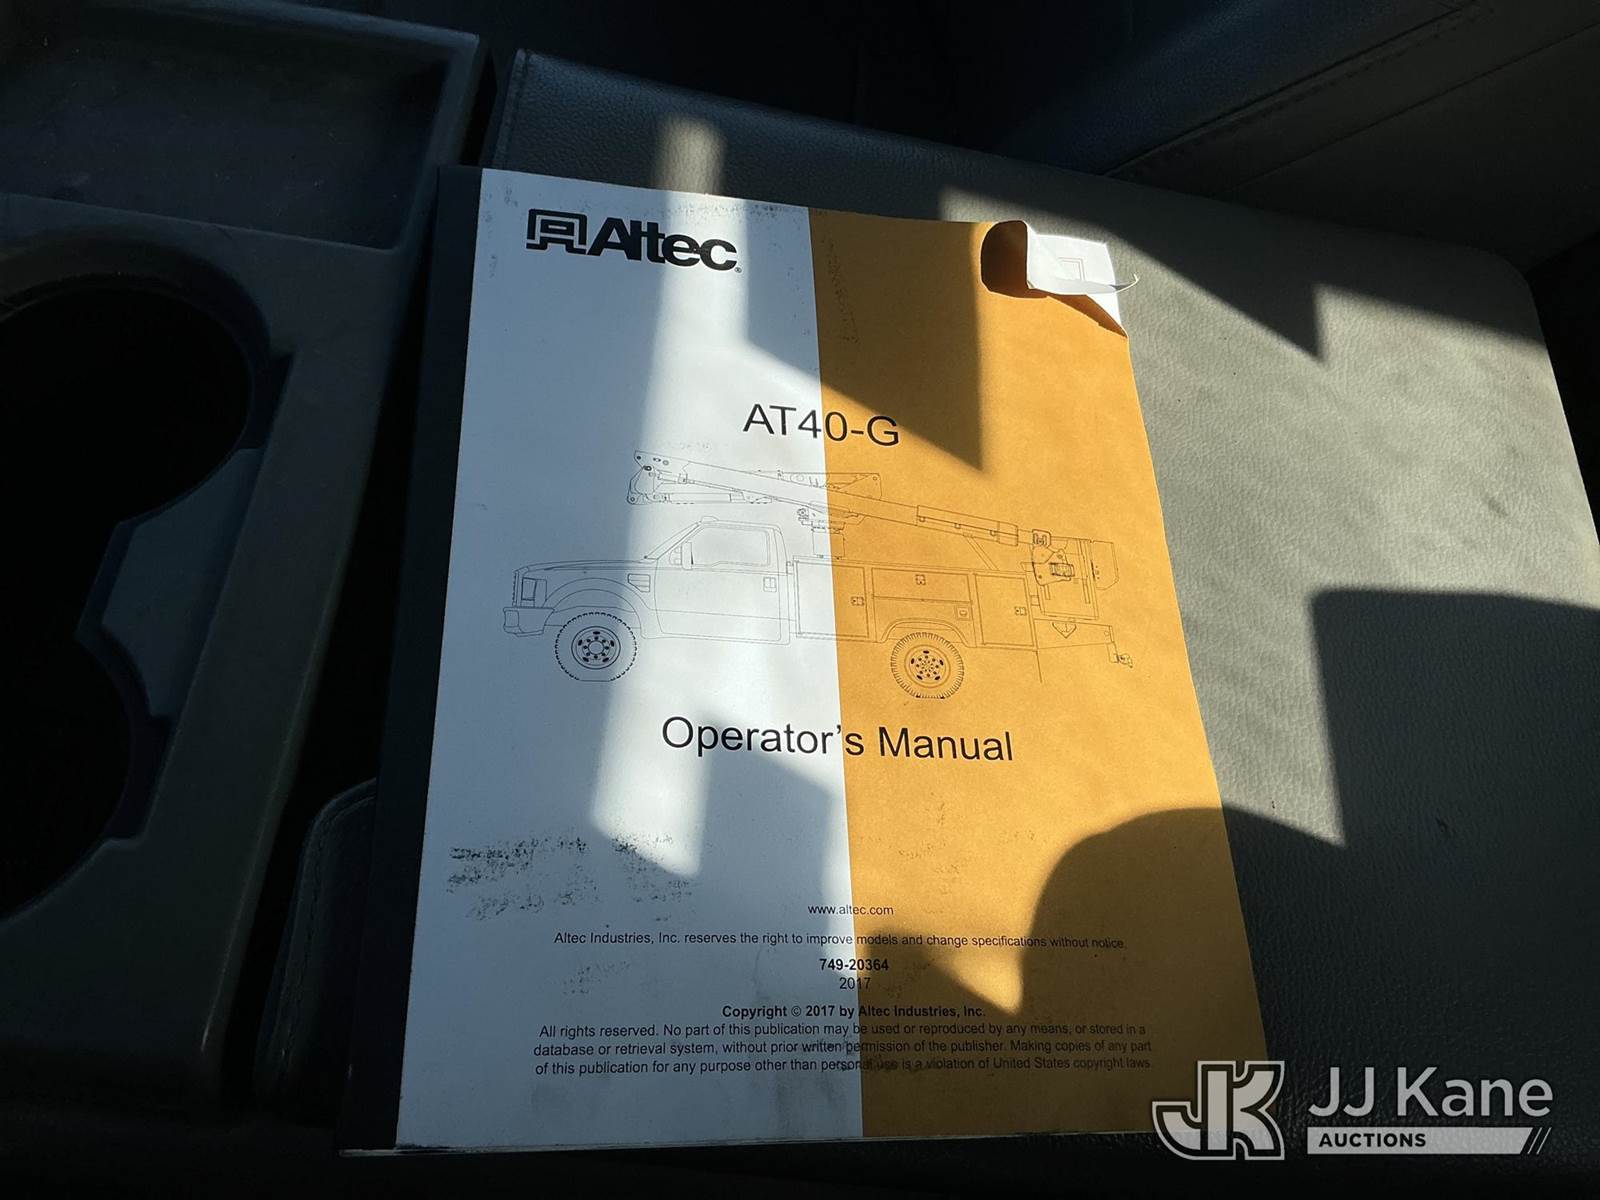 Altec
AT40-G
Operator's Manual
www.altec.com
Altec Industries, Inc. reserves the right to improve models and change specifications without notice.
749-20364
2017
Copyright © 2017 by Altec Industries, Inc.
All rights reserved. No part of this publication may be used or reproduced by any means, or stored in a
database or retrieval system, without prior written permission of the publisher. Making copies of any part
of this publication for any purpose other than personal use is a violation of United States copyright laws.
JK JJ Kane
AUCTIONS